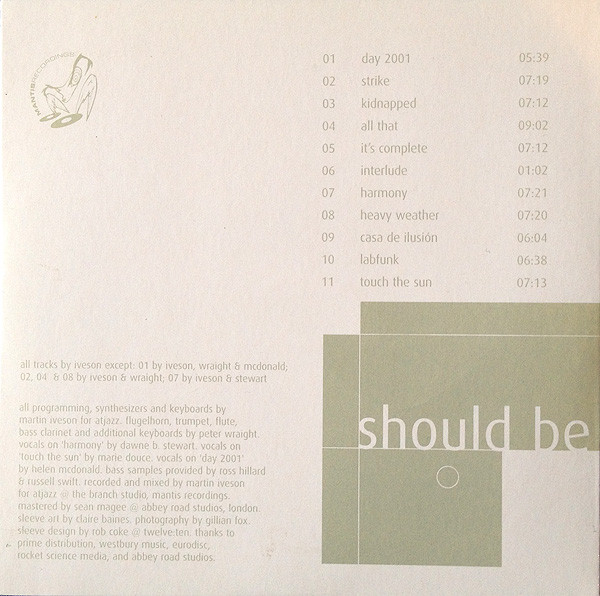 MANTIS RECORDINGS
01 day 2001 05:39
02 strike 07:19
03 kidnapped 07:12
04 all that 09:02
05 it's complete 07:12
06 interlude 01:02
07 harmony 07:21
08 heavy weather 07:20
09 casa de ilusión 06:04
10 labfunk 06:38
11 touch the sun 07:13
all tracks by iveson except: 01 by iveson, wraight & mcdonald;
02, 04 & 08 by iveson & wraight; 07 by iveson & stewart
all programming, synthesizers and keyboards by
martin iveson for atjazz. flugelhorn, trumpet, flute,
bass clarinet and additional keyboards by peter wraight.
vocals on 'harmony' by dawne b. stewart. vocals on
'touch the sun' by marie douce. vocals on 'day 2001'
by helen mcdonald. bass samples provided by ross hillard
& russell swift. recorded and mixed by martin iveson
for atjazz @ the branch studio, mantis recordings.
mastered by sean magee @ abbey road studios, london.
sleeve art by claire baines. photography by gillian fox.
sleeve design by rob coke @ twelve:ten. thanks to
prime distribution, westbury music, eurodisc,
rocket science media, and abbey road studios.
should be